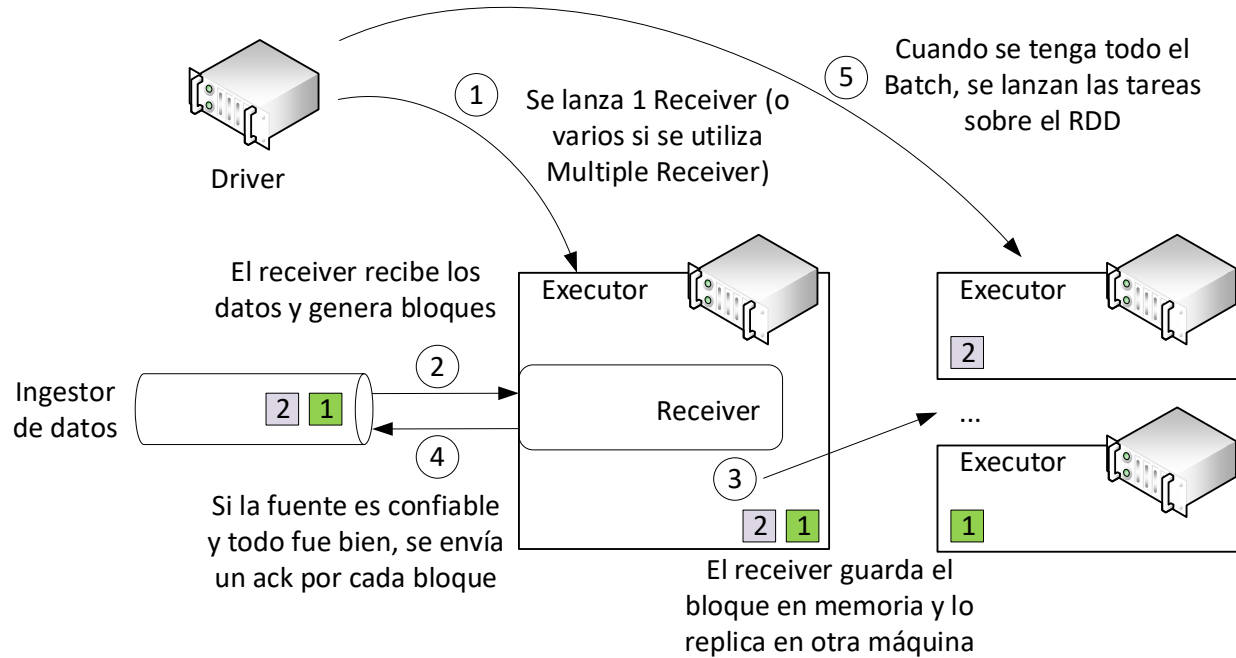 Driver
1
Se lanza 1 Receiver (o
varios si se utiliza
Multiple Receiver)
5
Cuando se tenga todo el
Batch, se lanzan las tareas
sobre el RDD
El receiver recibe los
datos y genera bloques
2
Ingestor
de datos
2 1
4
Si la fuente es confiable
y todo fue bien, se envía
un ack por cada bloque
Executor
Receiver
3
2 1
El receiver guarda el
bloque en memoria y lo
replica en otra máquina
Executor
2
...
Executor
1